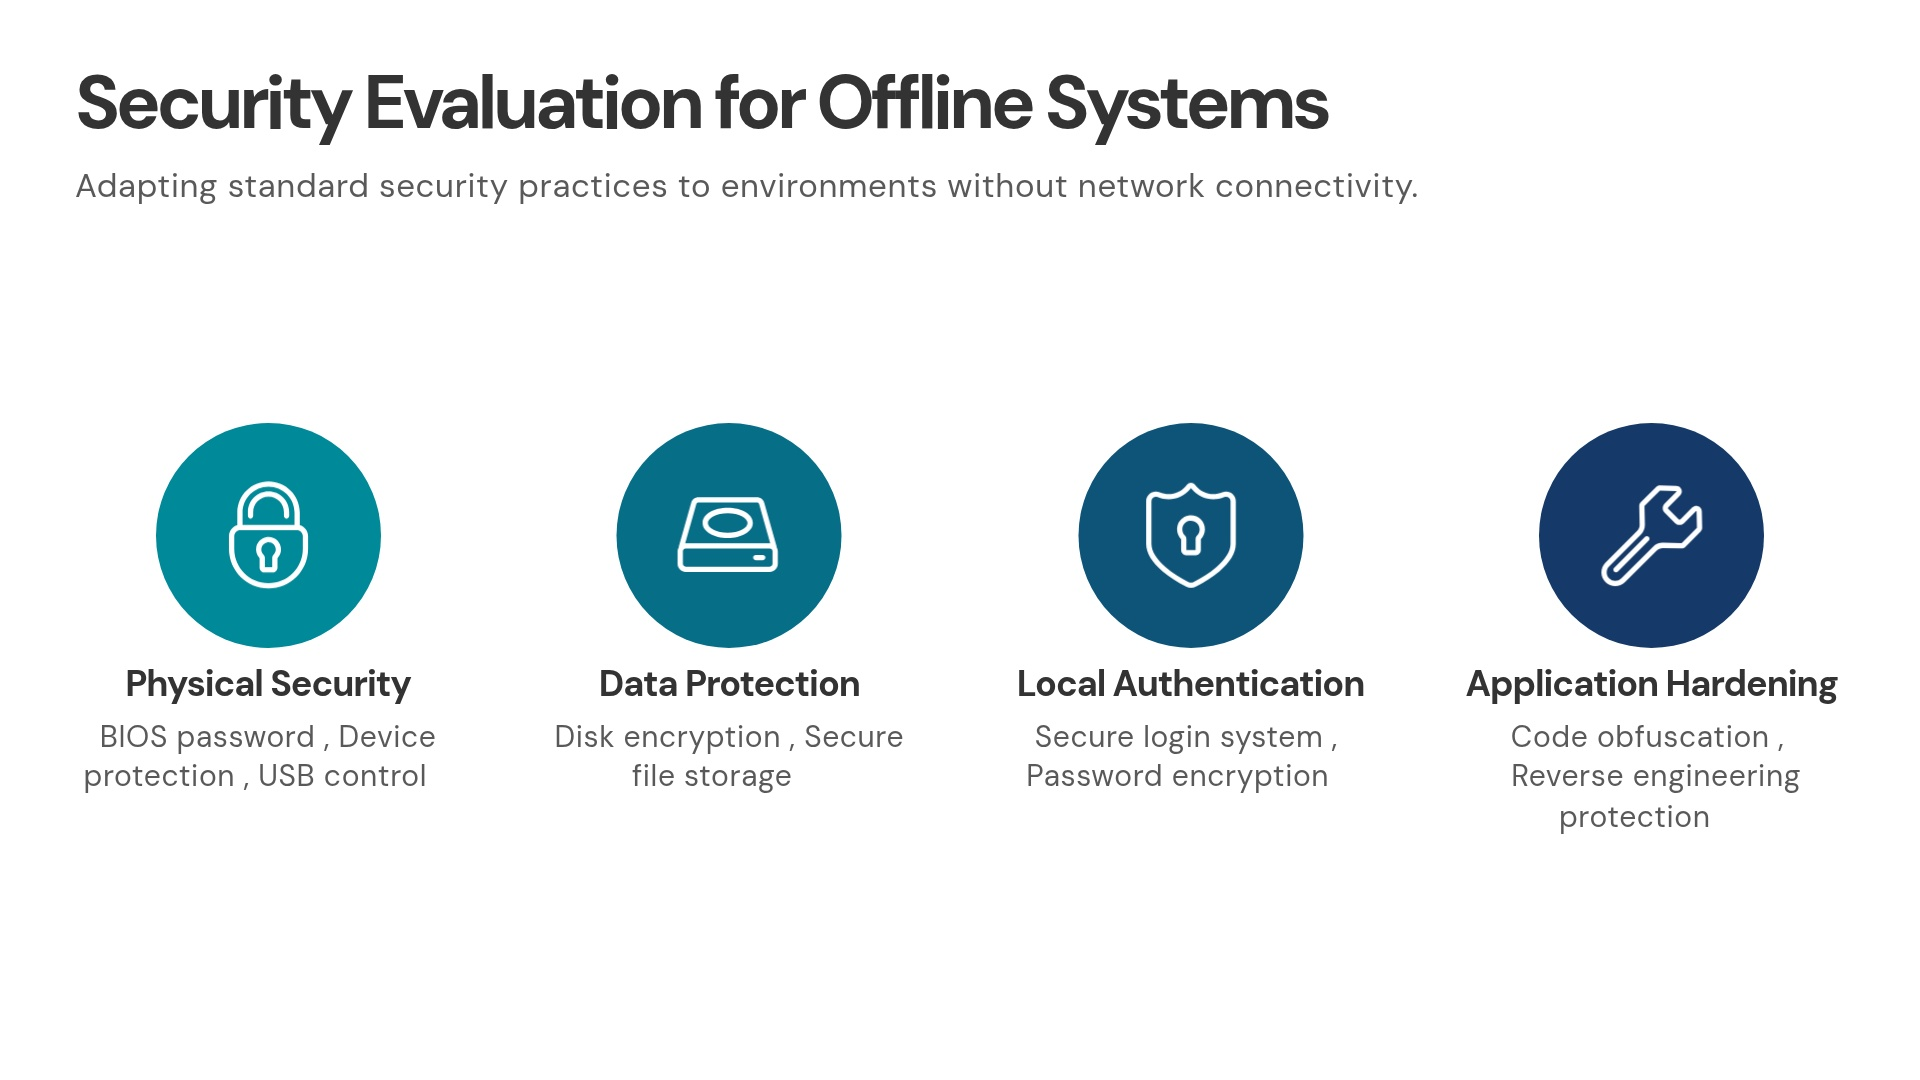 Security Evaluation for Offline Systems
Adapting standard security practices to environments without network connectivity.
Physical Security
BIOS password , Device
protection , USB control
Data Protection
Disk encryption , Secure
file storage
Local Authentication
Secure login system ,
Password encryption
Application Hardening
Code obfuscation ,
Reverse engineering
protection